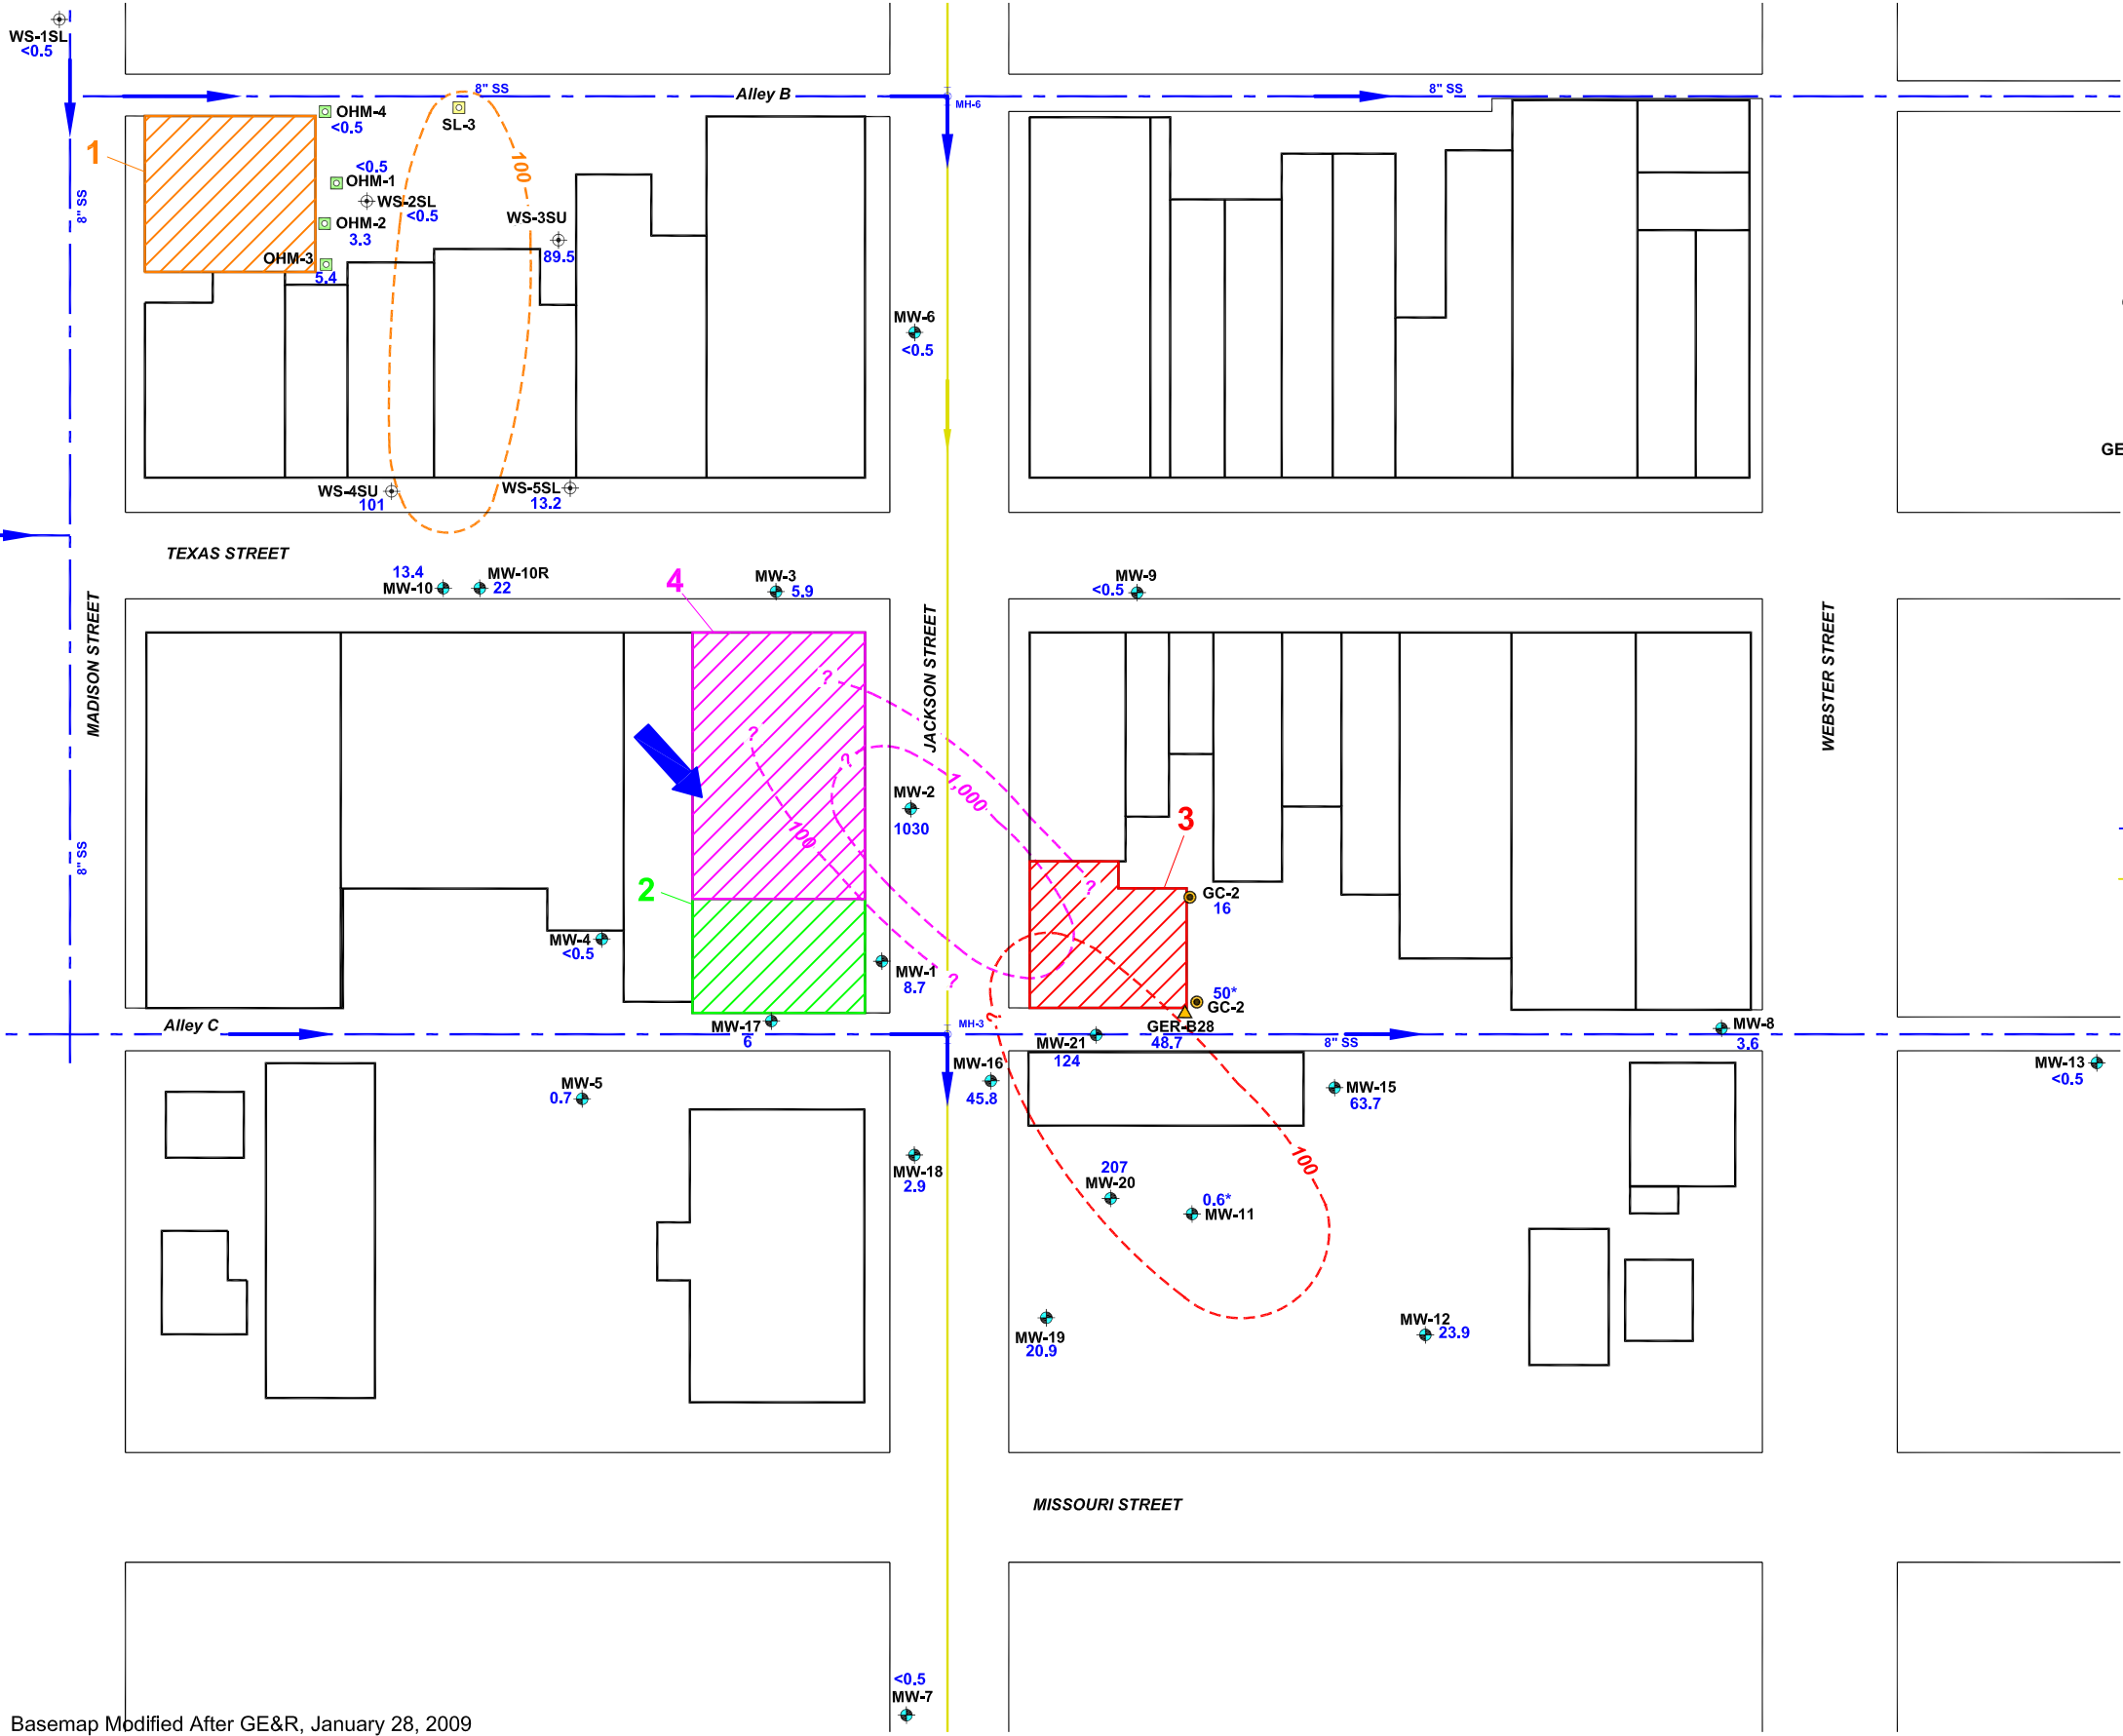 WS-1SL
<0.5
8" SS
Alley B
MH-6
8" SS
OHM-4
<0.5
SL-3
1
100
<0.5
OHM-1
WS-2SL
<0.5
8" SS
OHM-2
3.3
WS-3SU
89.5
OHM-3
5.4
MW-6
<0.5
GE
WS-4SU
101
WS-5SL
13.2
TEXAS STREET
13.4
MW-10
MW-10R
22
4
MW-3
5.9
MW-9
<0.5
MADISON STREET
JACKSON STREET
WEBSTER STREET
?
?
?
1,000
MW-2
1030
100
3
8" SS
2
?
GC-2
16
MW-4
<0.5
MW-1
8.7
?
50*
GC-2
?
Alley C
MW-17
6
MH-3
GER-B28
48.7
MW-21
124
8" SS
MW-8
3.6
MW-16
45.8
MW-13
<0.5
MW-5
0.7
MW-15
63.7
MW-18
2.9
207
MW-20
100
0.6*
MW-11
MW-19
20.9
MW-12
23.9
MISSOURI STREET
<0.5
MW-7
Basemap Modified After GE&R, January 28, 2009